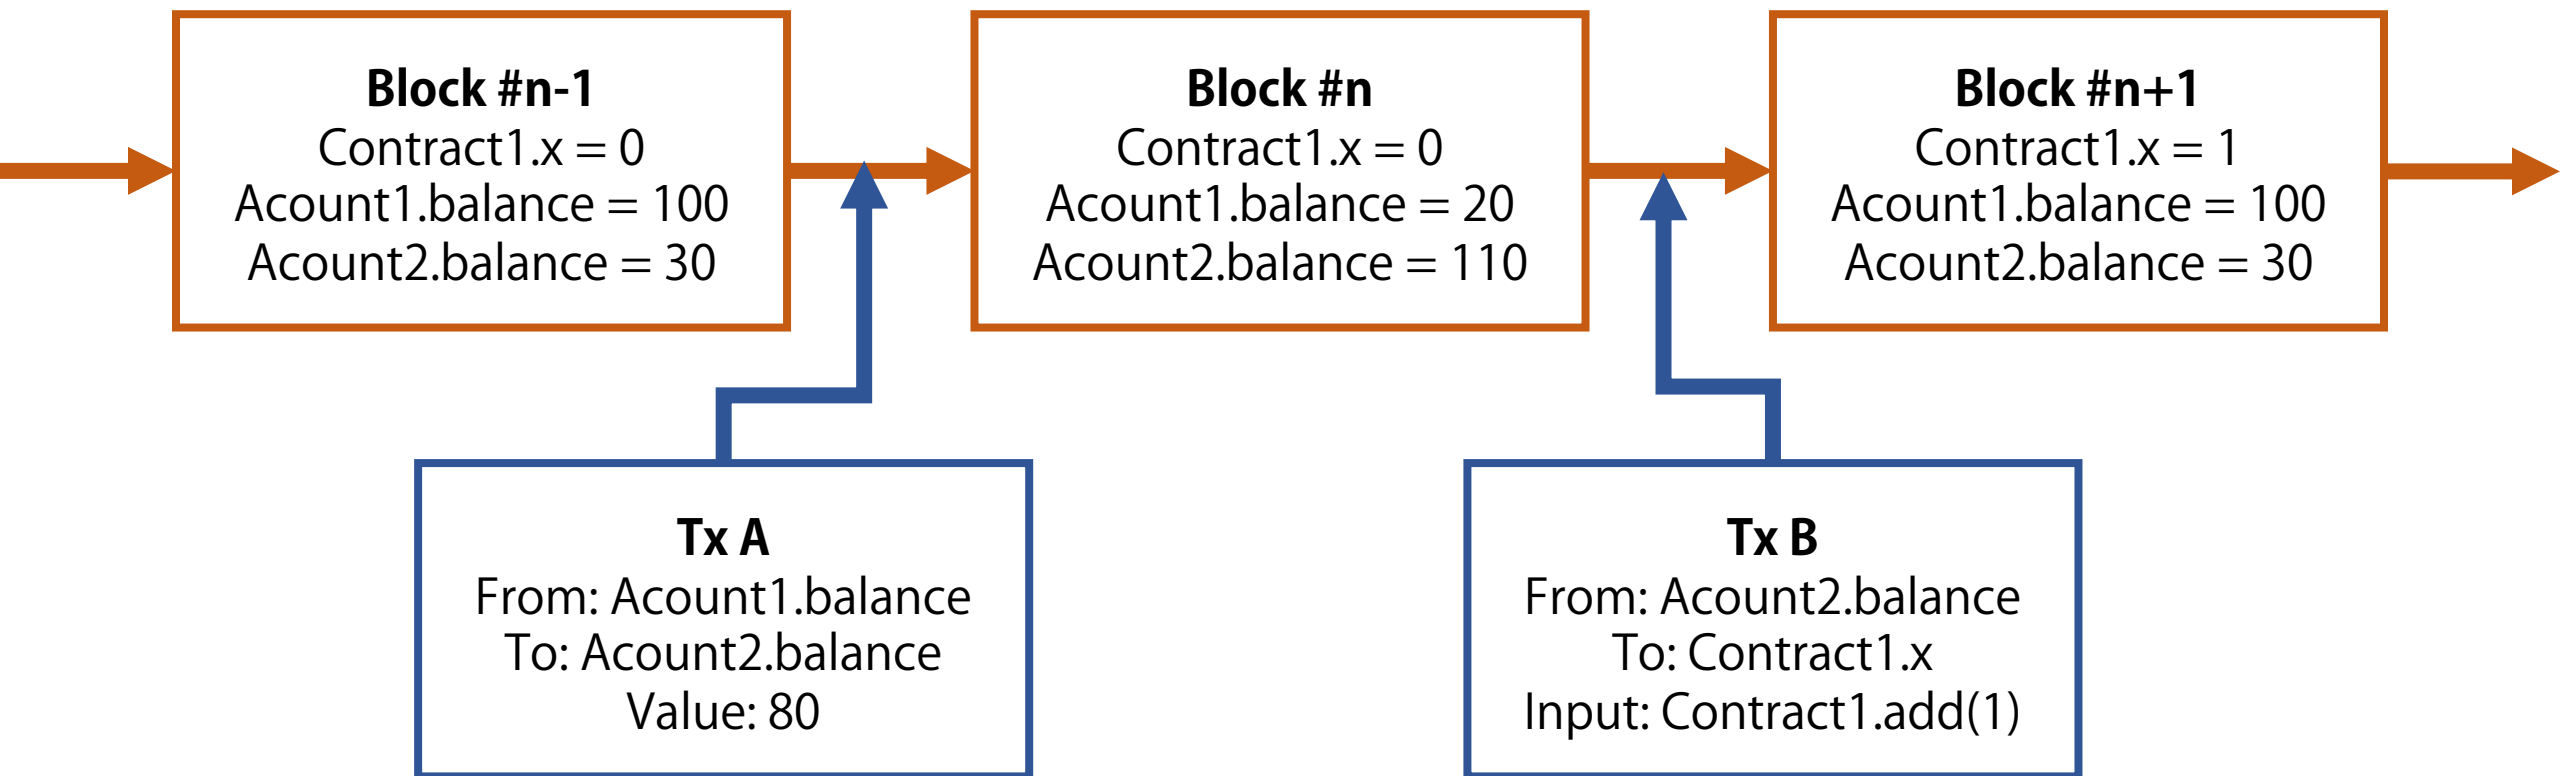 Block #n-1
Contract1.x = 0
Acount1.balance = 100
Acount2.balance = 30
Block #n
Contract1.x = 0
Acount1.balance = 20
Acount2.balance = 110
Block #n+1
Contract1.x = 1
Acount1.balance = 100
Acount2.balance = 30
Tx A
From: Acount1.balance
To: Acount2.balance
Value: 80
Tx B
From: Acount2.balance
To: Contract1.x
Input: Contract1.add(1)